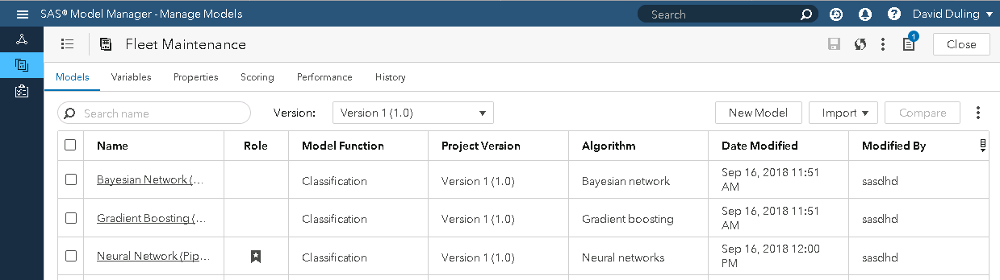 SAS® Model Manager - Manage Models Search David Duling
Fleet Maintenance 1 Close
Models Variables Properties Scoring Performance History
Search name Version: Version 1 (1.0) New Model Import Compare
Name Role Model Function Project Version Algorithm Date Modified Modified By
Bayesian Network (... Classification Version 1 (1.0) Bayesian network Sep 16, 2018 11:51 AM sasdhd
Gradient Boosting (... Classification Version 1 (1.0) Gradient boosting Sep 16, 2018 11:51 AM sasdhd
Neural Network (Pip... Classification Version 1 (1.0) Neural networks Sep 16, 2018 12:00 PM sasdhd